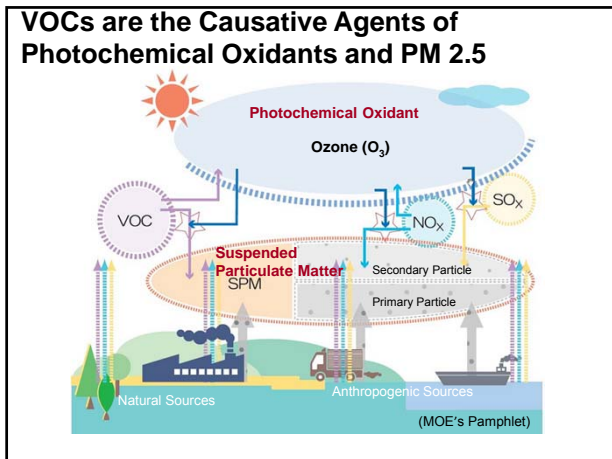 VOCs are the Causative Agents of
Photochemical Oxidants and PM 2.5
Photochemical Oxidant
Ozone (O₃)
VOC
NOx
SOx
Suspended
Particulate Matter
SPM
Secondary Particle
Primary Particle
Natural Sources
Anthropogenic Sources
(MOE's Pamphlet)